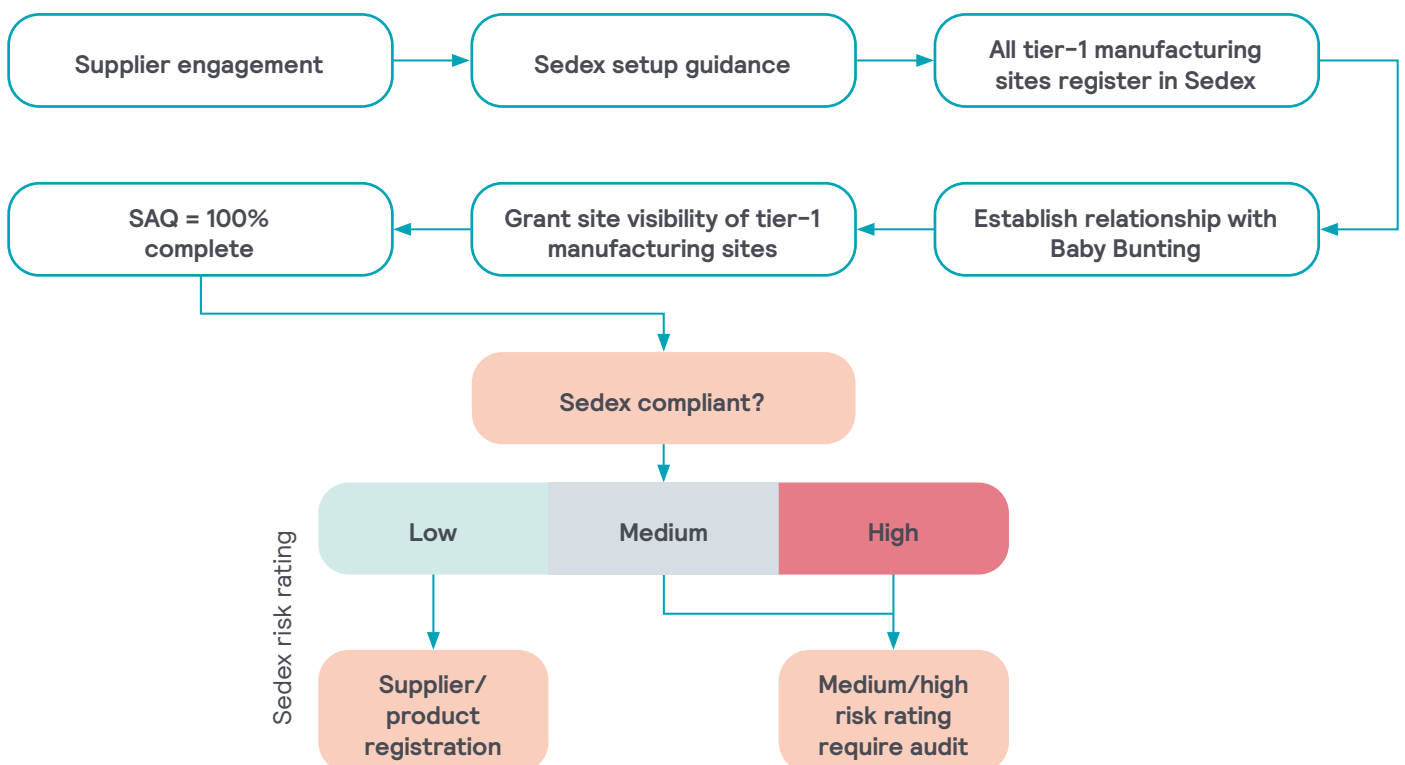 Supplier engagement
Sedex setup guidance
All tier-1 manufacturing
sites register in Sedex
Establish relationship with
Baby Bunting
Grant site visibility of tier-1
manufacturing sites
SAQ = 100%
complete
Sedex compliant?
Sedex risk rating
Low
Medium
High
Supplier/
product
registration
Medium/high
risk rating
require audit